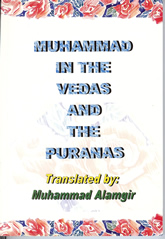 MUHAMMAD
IN THE
VEDAS
AND
THE
PURANAS
Translated by:
Muhammad Alamgir